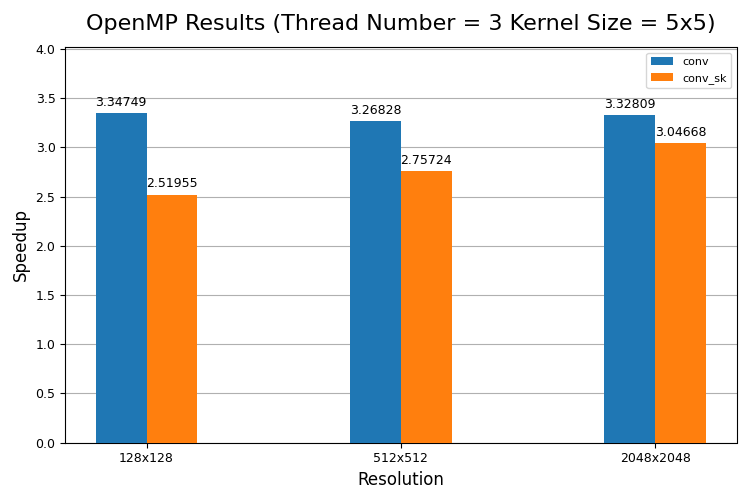 OpenMP Results (Thread Number = 3 Kernel Size = 5x5)
conv
conv_sk
4.0
3.5
3.0
2.5
2.0
1.5
1.0
0.5
0.0
Speedup
3.34749
2.51955
3.26828
2.75724
3.32809
3.04668
128x128
512x512
2048x2048
Resolution